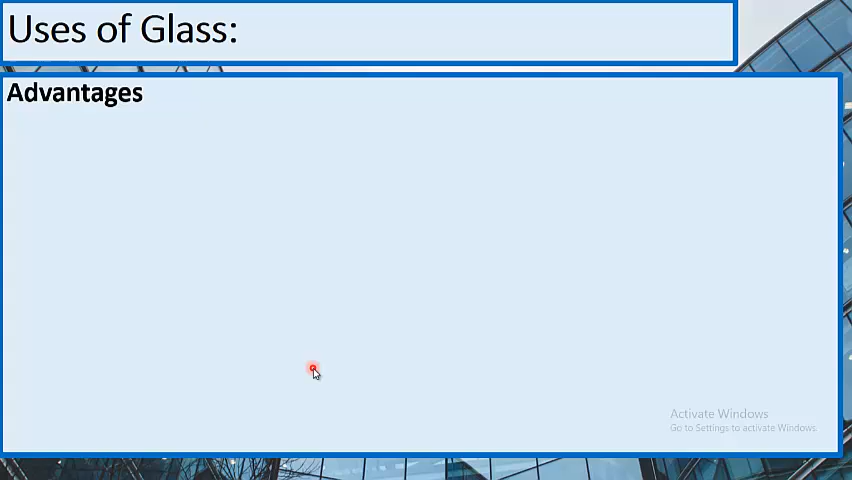 Uses of Glass:
Advantages
Activate Windows
Go to Settings to activate Windows.